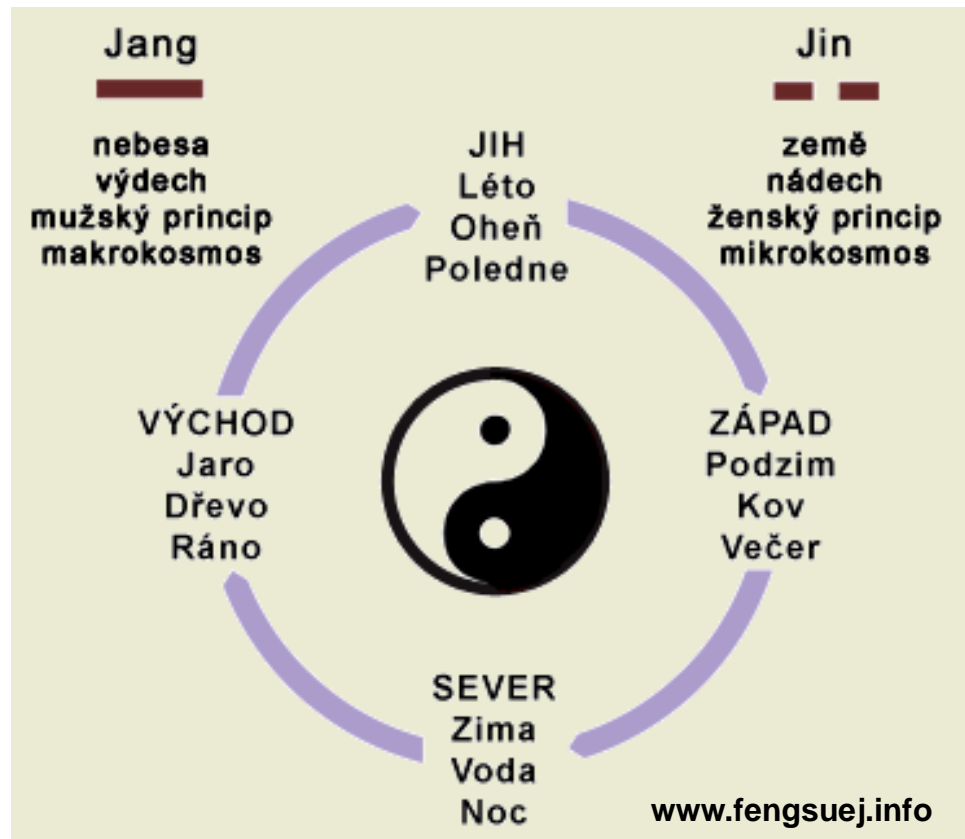 Jang
nebesa
výdech
mužský princip
makrokosmos
Jin
země
nádech
ženský princip
mikrokosmos
JIH
Léto
Oheň
Poledne
VÝCHOD
Jaro
Dřevo
Ráno
ZÁPAD
Podzim
Kov
Večer
SEVER
Zima
Voda
Noc
www.fengsuej.info